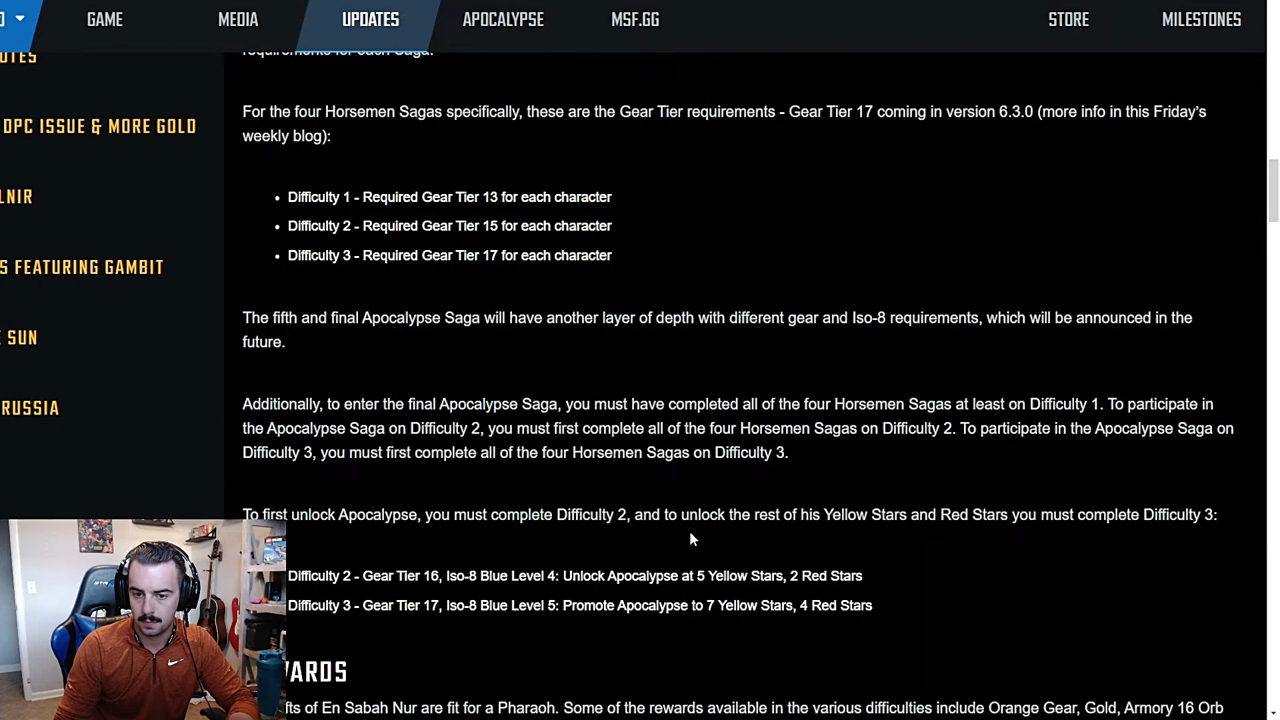 GAME MEDIA UPDATES APOCALYPSE MSF.GG STORE MILESTONES
requirements for each Saga.
OTES
For the four Horsemen Sagas specifically, these are the Gear Tier requirements - Gear Tier 17 coming in version 6.3.0 (more info in this Friday's
weekly blog):
OPC ISSUE & MORE GOLD
LNIR
• Difficulty 1 - Required Gear Tier 13 for each character
• Difficulty 2 - Required Gear Tier 15 for each character
• Difficulty 3 - Required Gear Tier 17 for each character
S FEATURING GAMBIT
The fifth and final Apocalypse Saga will have another layer of depth with different gear and Iso-8 requirements, which will be announced in the
future.
E SUN
RUSSIA
Additionally, to enter the final Apocalypse Saga, you must have completed all of the four Horsemen Sagas at least on Difficulty 1. To participate in
the Apocalypse Saga on Difficulty 2, you must first complete all of the four Horsemen Sagas on Difficulty 2. To participate in the Apocalypse Saga on
Difficulty 3, you must first complete all of the four Horsemen Sagas on Difficulty 3.
To first unlock Apocalypse, you must complete Difficulty 2, and to unlock the rest of his Yellow Stars and Red Stars you must complete Difficulty 3:
Difficulty 2 - Gear Tier 16, Iso-8 Blue Level 4: Unlock Apocalypse at 5 Yellow Stars, 2 Red Stars
Difficulty 3 - Gear Tier 17, Iso-8 Blue Level 5: Promote Apocalypse to 7 Yellow Stars, 4 Red Stars
WARDS
fts of En Sabah Nur are fit for a Pharaoh. Some of the rewards available in the various difficulties include Orange Gear, Gold, Armory 16 Orb